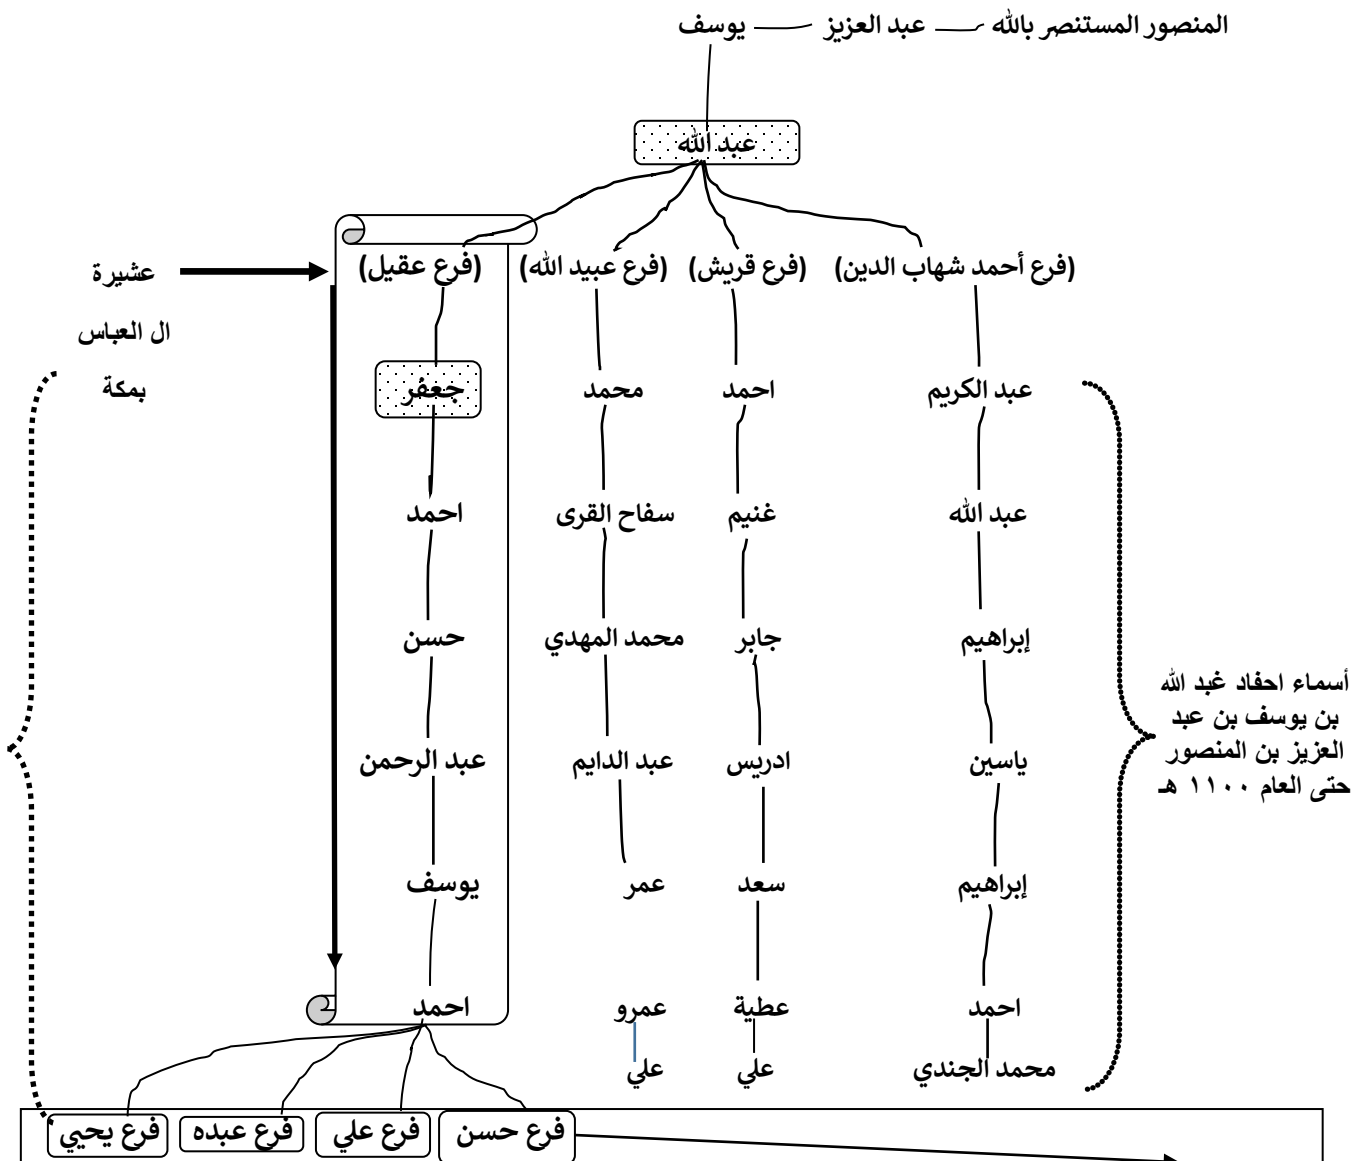 المنصور المستنصر بالله عبد العزيز يوسف
عبد الله
(فرع أحمد شهاب الدين) (فرع قريش) (فرع عبيد الله) (فرع عقيل)
عشيرة
ال العباس
بمكة
عبد الكريم احمد محمد جعفر
عبد الله غنيم سفاح القرى احمد
إبراهيم جابر محمد المهدي حسن
ياسين ادريس عبد الدايم عبد الرحمن
إبراهيم سعد عمر يوسف
احمد عطية عمرو احمد
محمد الجندي علي علي
أسماء احفاد غبد الله
بن يوسف بن عبد
العزيز بن المنصور
حتى العام ١١٠٠ هـ
فرع حسن فرع علي فرع عبده فرع يحيي